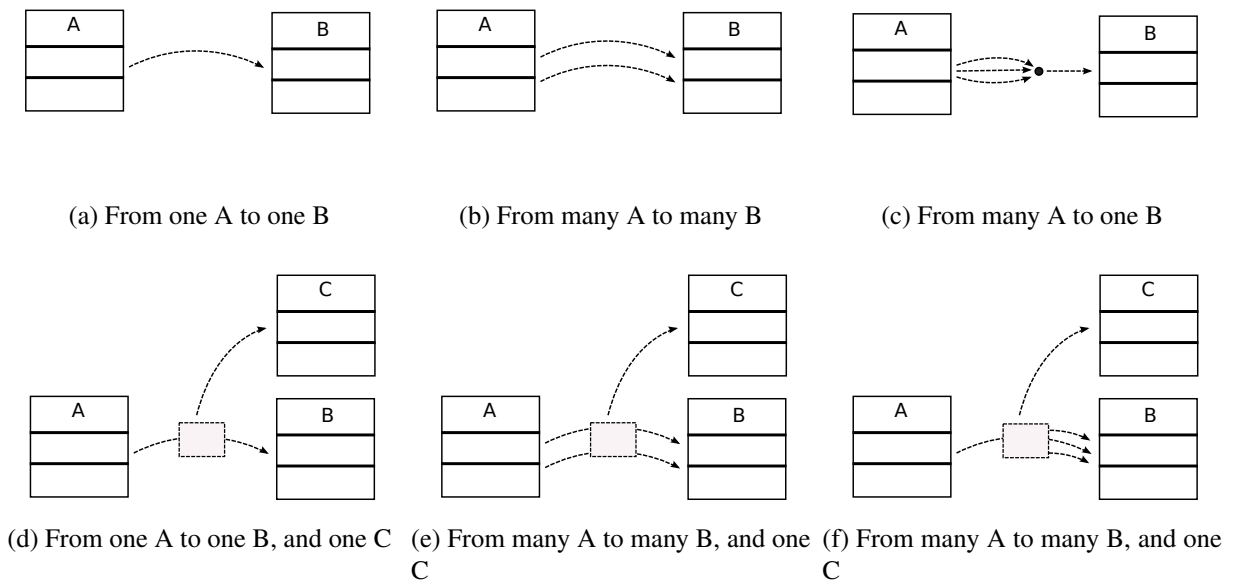 A
B
A
B
A
B
(a) From one A to one B
(b) From many A to many B
(c) From many A to one B
C
C
C
A
B
A
B
A
B
(d) From one A to one B, and one C
(e) From many A to many B, and one
C
(f) From many A to many B, and one
C